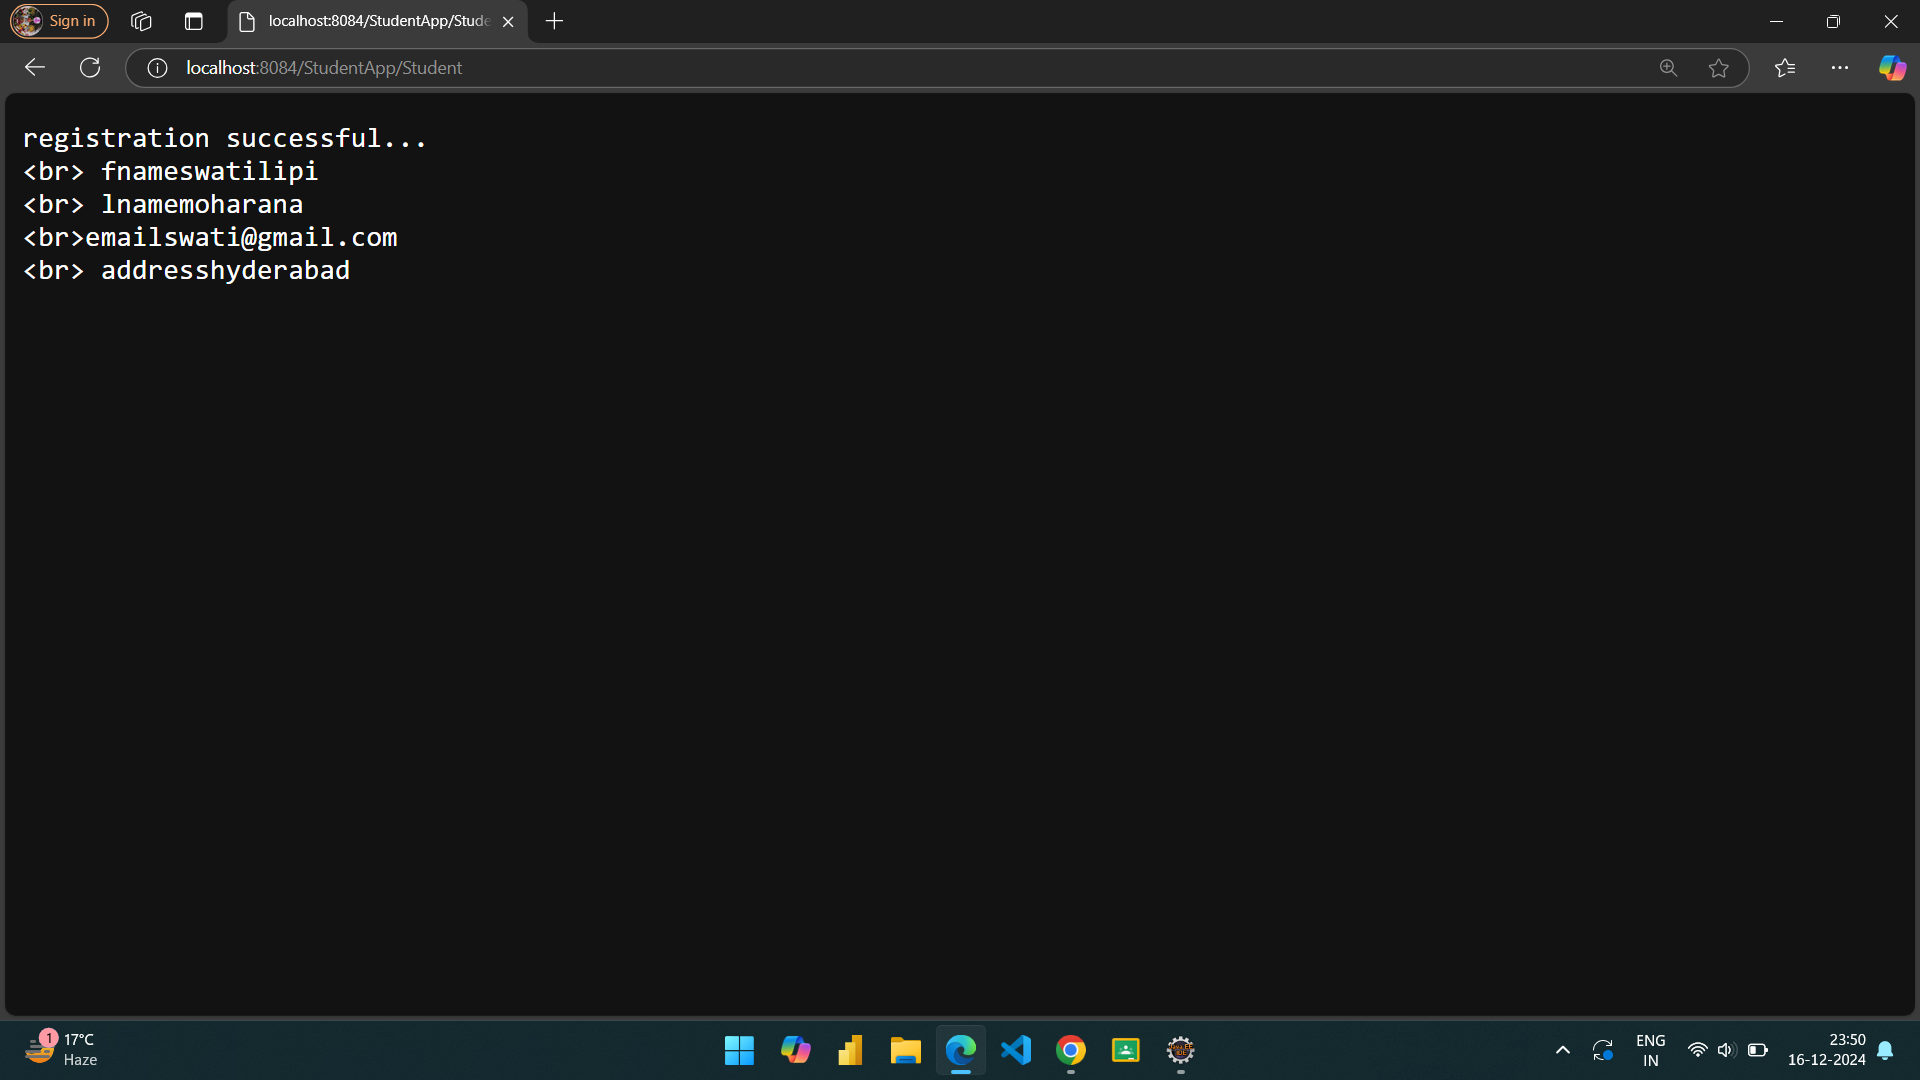 Sign in
localhost:8084/StudentApp/Stude
localhost:8084/StudentApp/Student
registration successful...
<br> fnameswatilipi
<br> lnamemoharana
<br>emailswati@gmail.com
<br> addresshyderabad
1
17°C
Haze
ENG
IN
23:50
16-12-2024